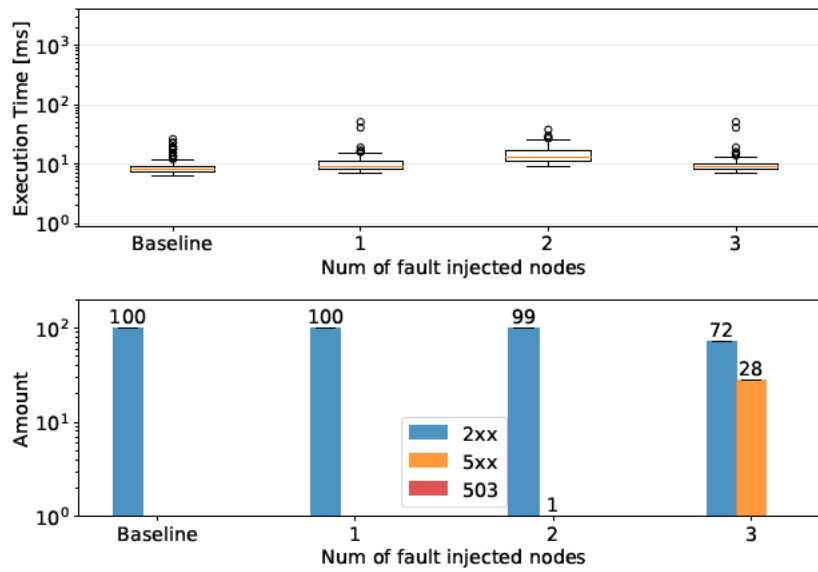 Execution Time [ms]
10³
10²
10¹
10⁰
Baseline 1 2 3
Num of fault injected nodes
Amount
10²
10¹
10⁰
100 100 99 72
28
1
2xx
5xx
503
Baseline 1 2 3
Num of fault injected nodes